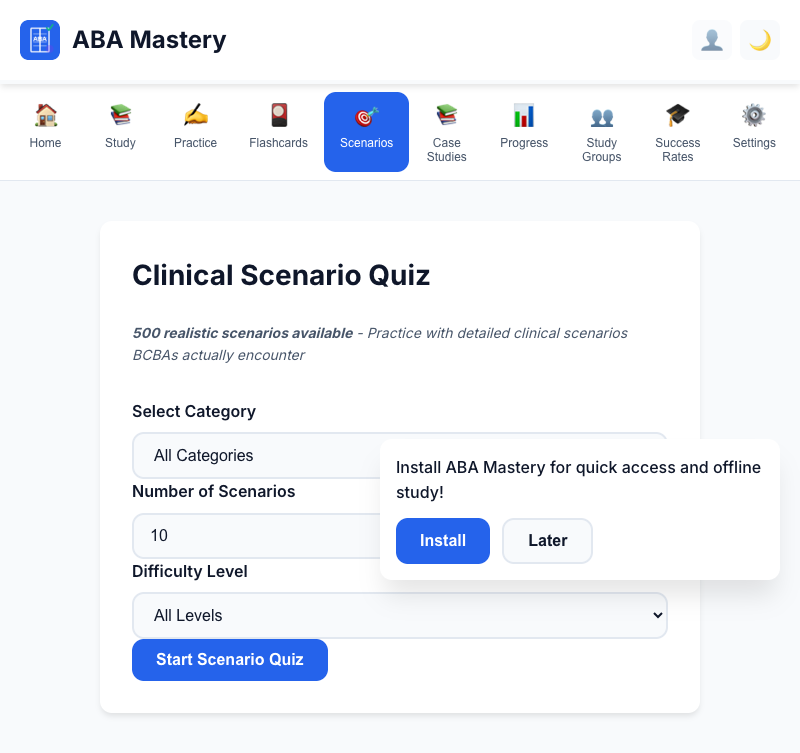 ABA
ABA Mastery
Home
Study
Practice
Flashcards
Scenarios
Case
Studies
Progress
Study
Groups
Success
Rates
Settings
Clinical Scenario Quiz
500 realistic scenarios available - Practice with detailed clinical scenarios
BCBAs actually encounter
Select Category
All Categories
Number of Scenarios
10
Difficulty Level
All Levels
Start Scenario Quiz
Install ABA Mastery for quick access and offline
study!
Install
Later